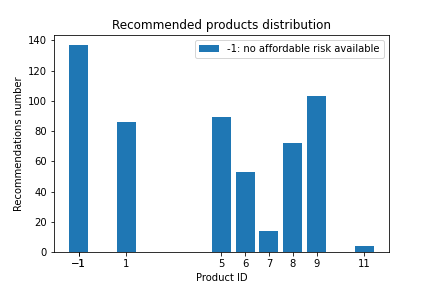 Recommended products distribution
-1: no affordable risk available
Recommendations number
140
120
100
80
60
40
20
0
−1 1 5 6 7 8 9 11
Product ID